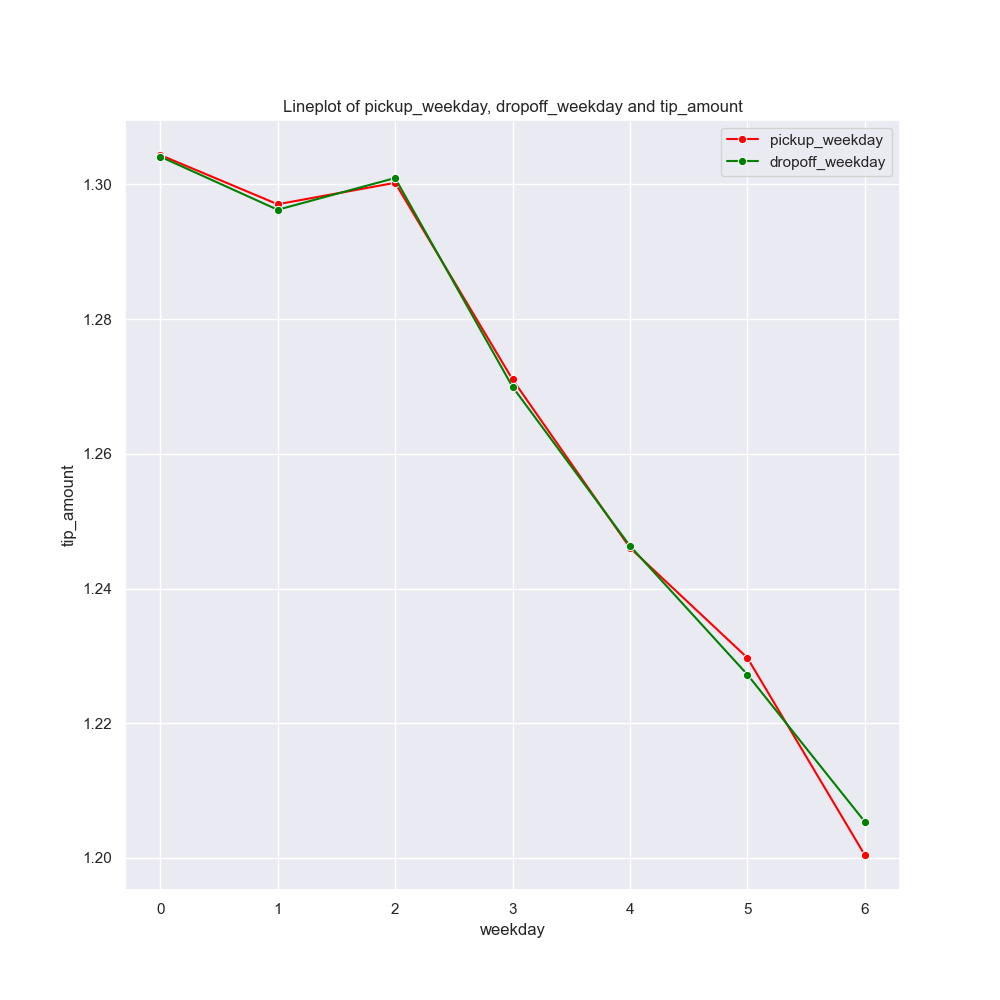 Lineplot of pickup_weekday, dropoff_weekday and tip_amount
pickup_weekday
dropoff_weekday
tip_amount
1.30
1.28
1.26
1.24
1.22
1.20
0 1 2 3 4 5 6
weekday